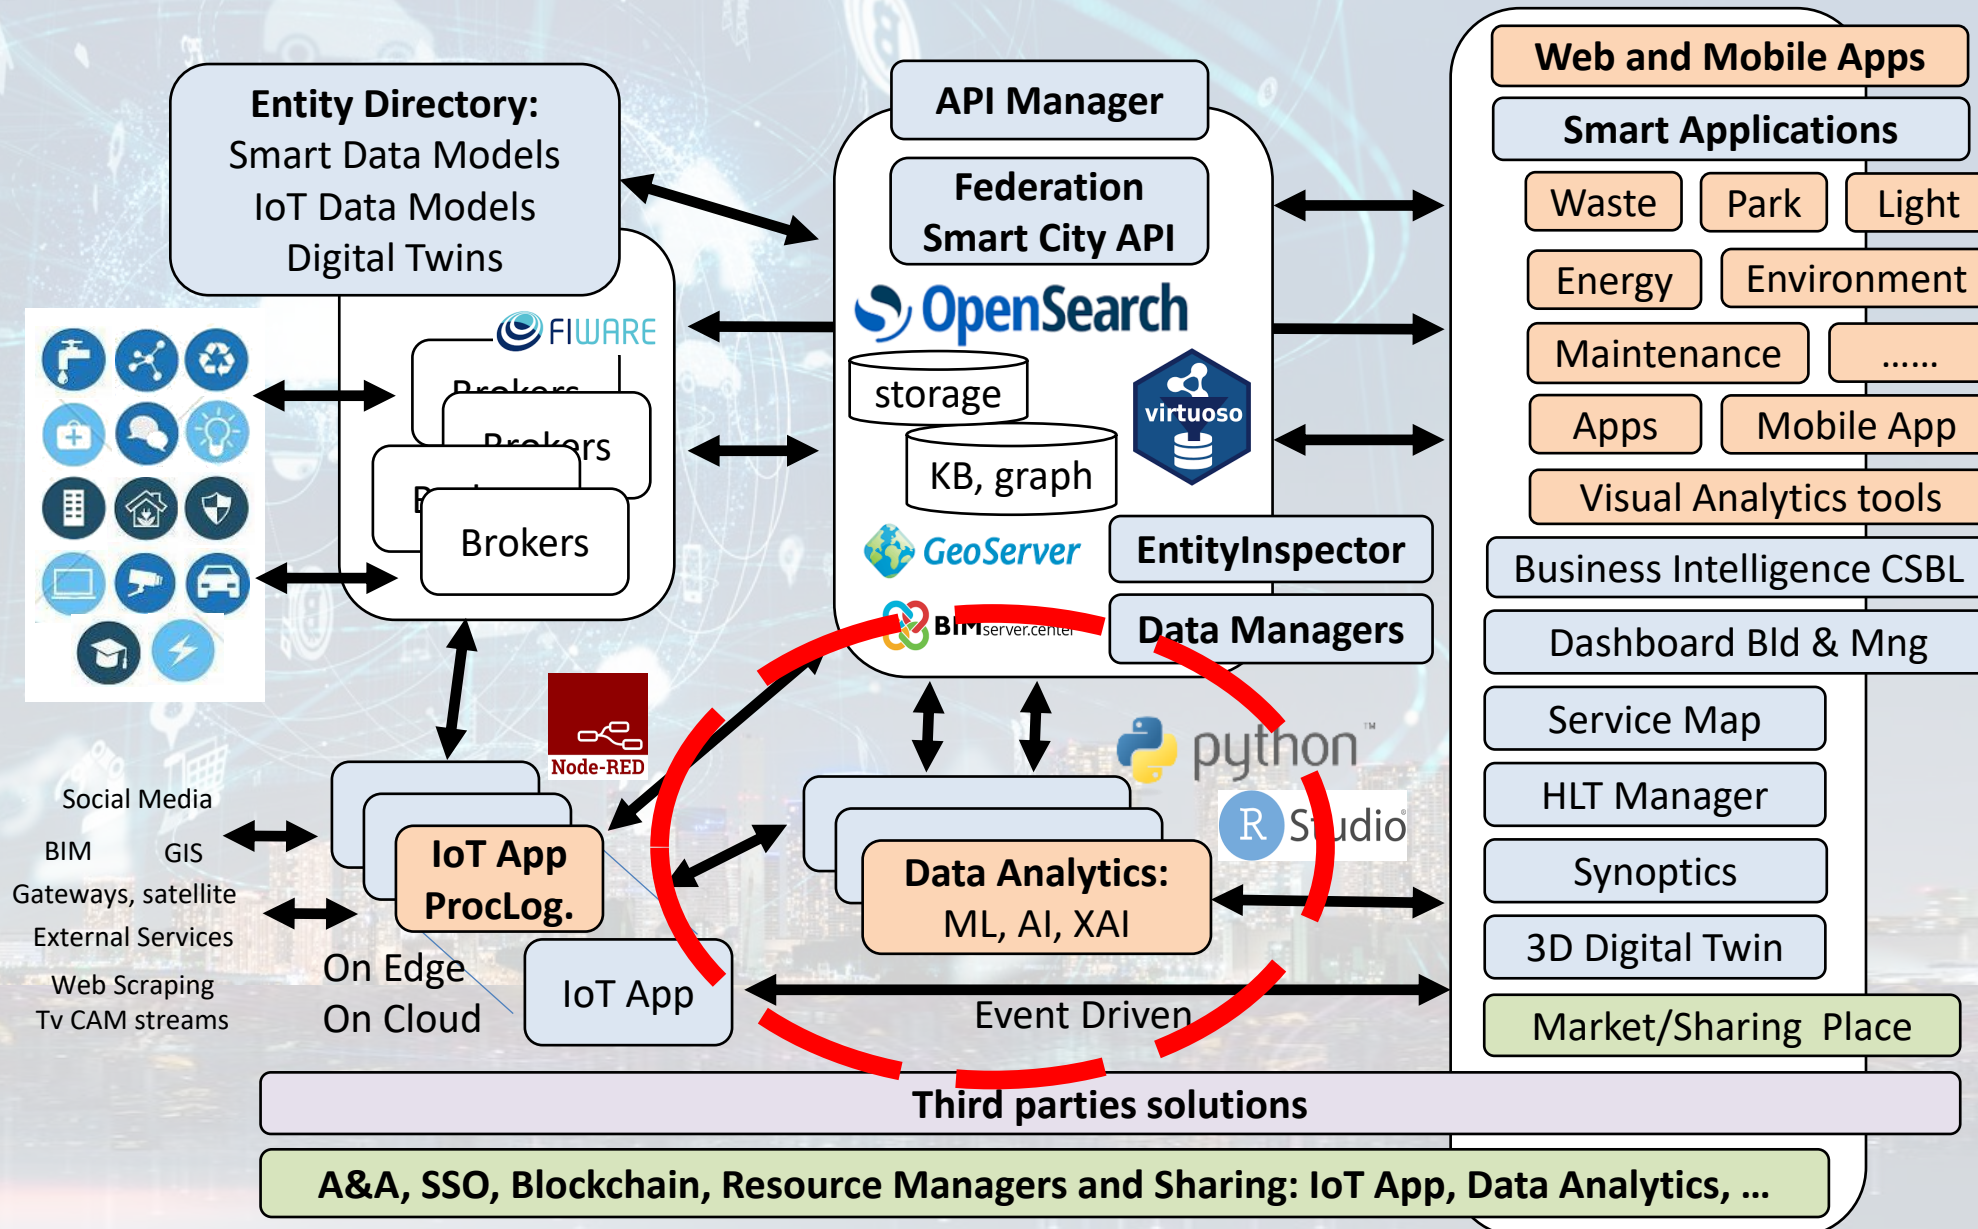 Entity Directory:
Smart Data Models
IoT Data Models
Digital Twins
FIWARE
Brokers
Brokers
Brokers
Social Media
BIM GIS
Gateways, satellite
External Services
Web Scraping
Tv CAM streams
Node-RED
IoT App
ProcLog.
On Edge
On Cloud
IoT App
API Manager
Federation
Smart City API
OpenSearch
storage
virtuoso
KB, graph
GeoServer
EntityInspector
BIMserver.center
Data Managers
python™
R Studio
Data Analytics:
ML, AI, XAI
Event Driven
Web and Mobile Apps
Smart Applications
Waste Park Light
Energy Environment
Maintenance ......
Apps Mobile App
Visual Analytics tools
Business Intelligence CSBL
Dashboard Bld & Mng
Service Map
HLT Manager
Synoptics
3D Digital Twin
Market/Sharing Place
Third parties solutions
A&A, SSO, Blockchain, Resource Managers and Sharing: IoT App, Data Analytics, ...